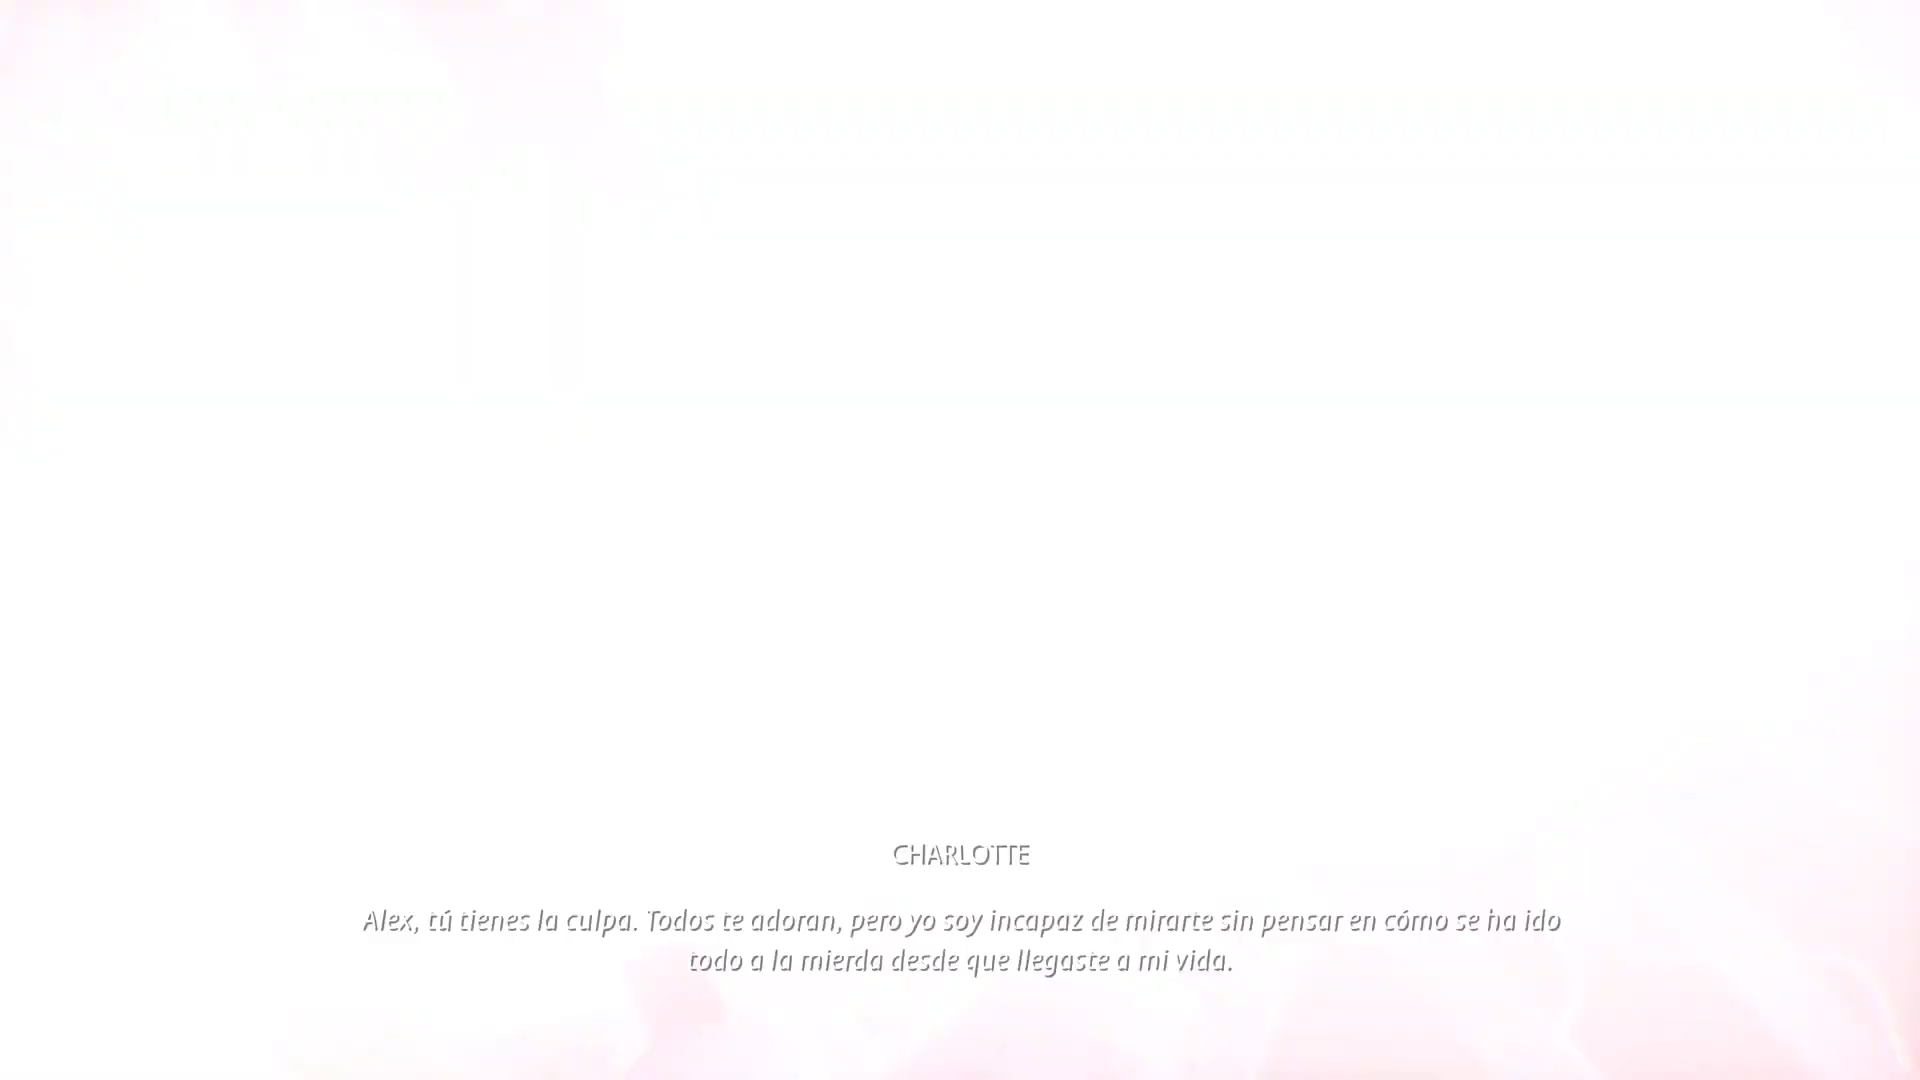 CHARLOTTE
Alex, tú tienes la culpa. Todos te adoran, pero yo soy incapaz de mirarte sin pensar en cómo se ha ido
todo a la mierda desde que llegaste a mi vida.